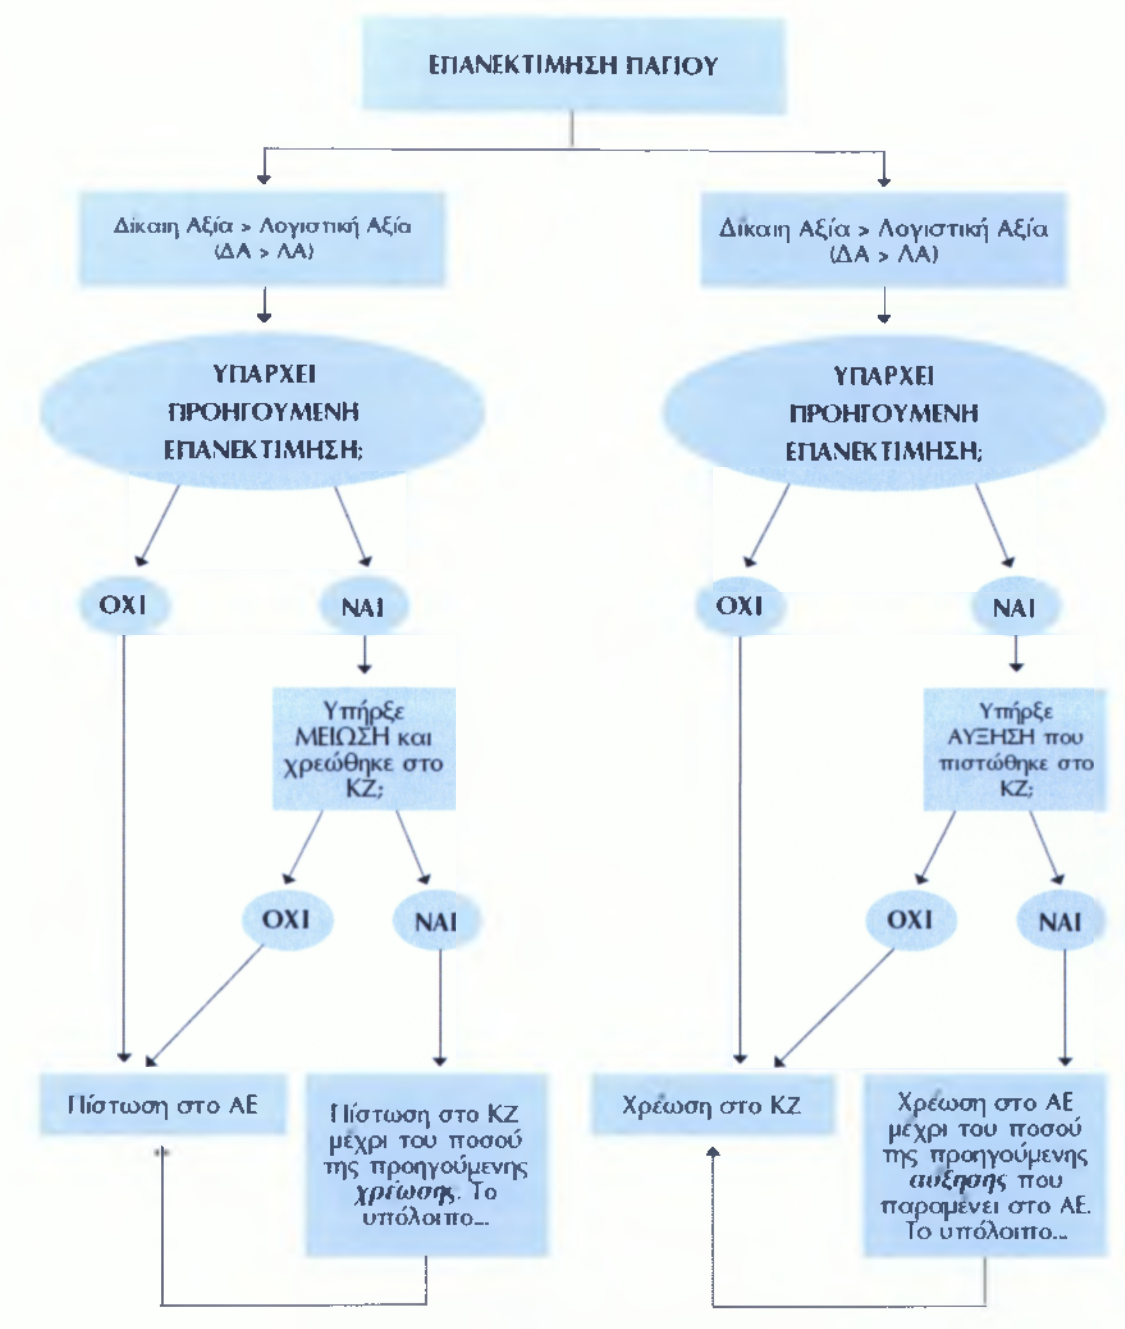 ΕΠΑΝΕΚΤΙΜΗΣΗ ΠΑΓΙΟΥ
Δίκαιη Αξία > Λογιστική Αξία
(ΔΑ > ΛΑ)
ΥΠΑΡΧΕΙ
ΠΡΟΗΓΟΥΜΕΝΗ
ΕΠΑΝΕΚΤΙΜΗΣΗ;
ΟΧΙ
ΝΑΙ
Υπήρξε
ΜΕΙΩΣΗ και
χρεώθηκε στο
ΚΖ;
ΟΧΙ
ΝΑΙ
Πίστωση στο ΑΕ
Πίστωση στο ΚΖ
μέχρι του ποσού
της προηγούμενης
χρέωσης. Το
υπόλοιπο...
Δίκαιη Αξία > Λογιστική Αξία
(ΔΑ > ΛΑ)
ΥΠΑΡΧΕΙ
ΠΡΟΗΓΟΥΜΕΝΗ
ΕΠΑΝΕΚΤΙΜΗΣΗ;
ΟΧΙ
ΝΑΙ
Υπήρξε
ΑΥΞΗΣΗ που
πιστώθηκε στο
ΚΖ;
ΟΧΙ
ΝΑΙ
Χρέωση στο ΚΖ
Χρέωση στο ΑΕ
μέχρι του ποσού
της προηγούμενης
αυξησης που
παραμένει στο ΑΕ.
Το υπόλοιπο...